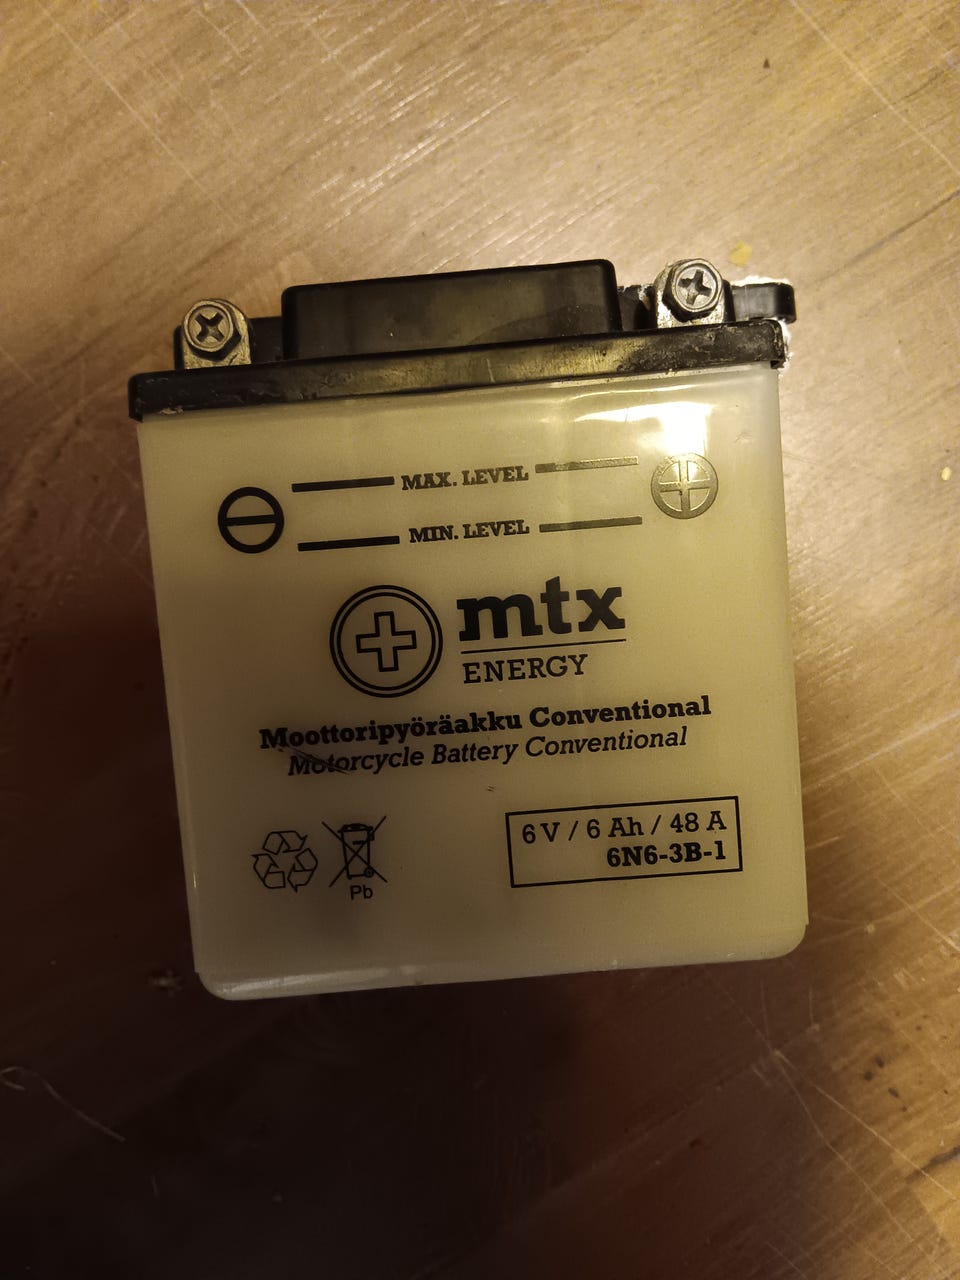 MAX. LEVEL
MIN. LEVEL
mtx
ENERGY
Moottoripyöräakku Conventional
Motorcycle Battery Conventional
6 V / 6 Ah / 48 A
6N6-3B-1
Pb